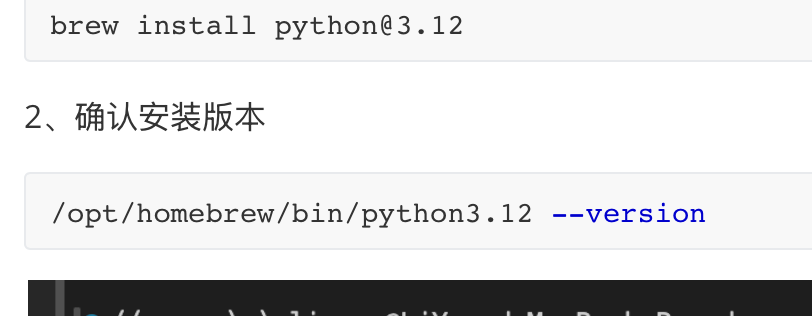 brew install python@3.12
2、确认安装版本
/opt/homebrew/bin/python3.12 --version